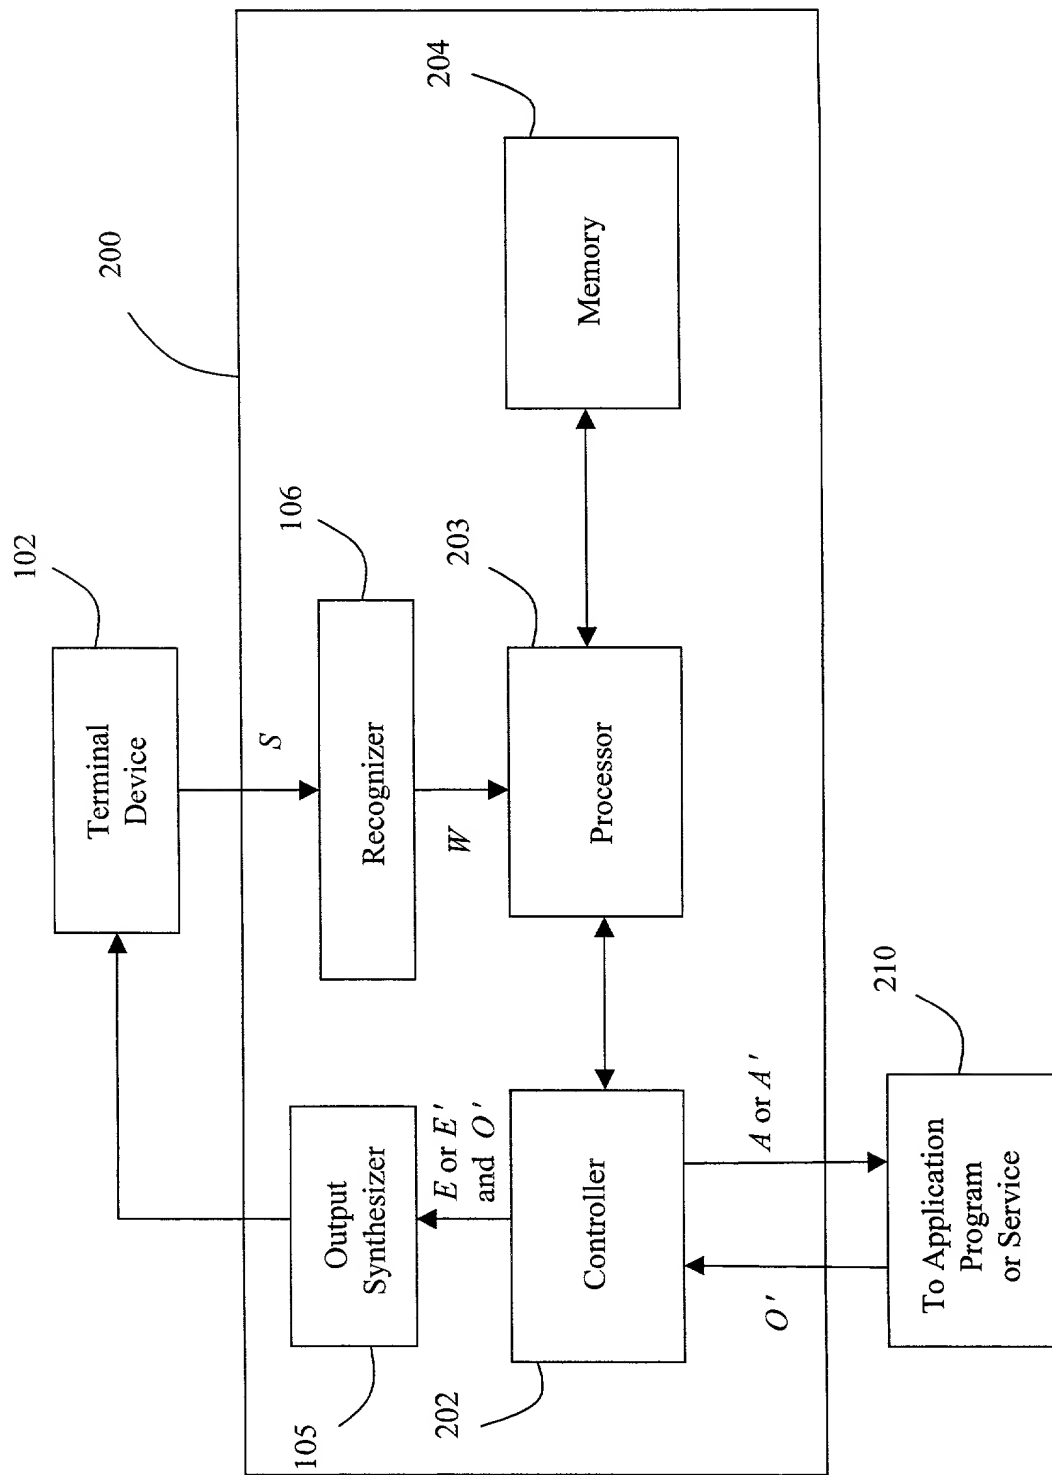 102
Terminal
Device
200
S
106
Recognizer
W
203
Processor
204
Memory
105
Output
Synthesizer
E or E'
and O'
202
Controller
A or A'
O'
210
To Application
Program
or Service